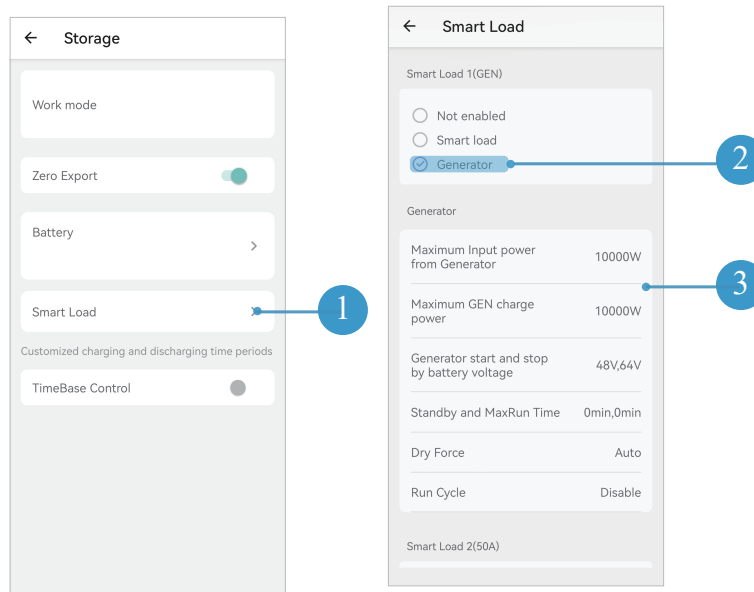 Storage
Work mode
Zero Export
Battery
Smart Load
Customized charging and discharging time periods
TimeBase Control
1
Smart Load
Smart Load 1(GEN)
Not enabled
Smart load
Generator
2
Generator
Maximum Input power
from Generator
10000W
3
Maximum GEN charge
power
10000W
Generator start and stop
by battery voltage
48V,64V
Standby and MaxRun Time
0min,0min
Dry Force
Auto
Run Cycle
Disable
Smart Load 2(50A)